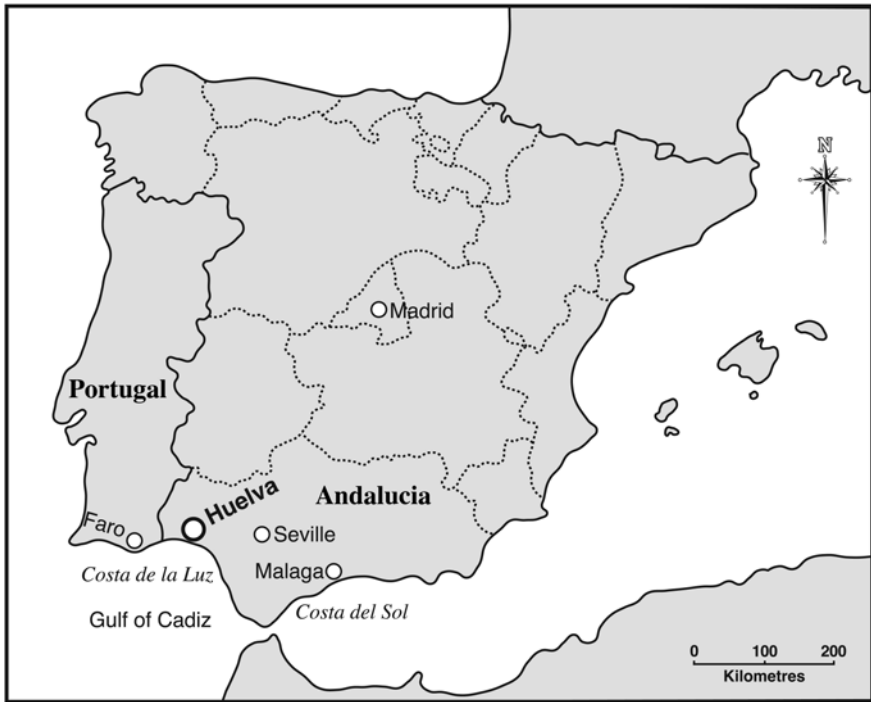 N
Madrid
Portugal
Huelva
Andalucia
Faro
Seville
Malaga
Costa de la Luz
Costa del Sol
Gulf of Cadiz
0 100 200
Kilometres